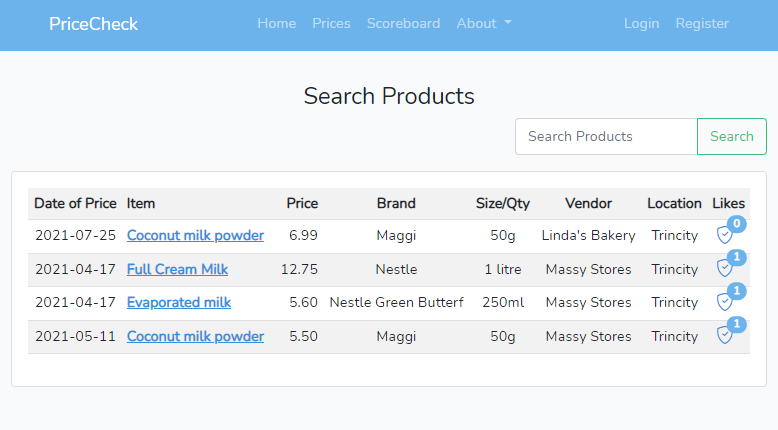 PriceCheck Home Prices Scoreboard About Login Register
Search Products
Search Products Search
Date of Price Item Price Brand Size/Qty Vendor Location Likes
2021-07-25 Coconut milk powder 6.99 Maggi 50g Linda's Bakery Trincity 0
2021-04-17 Full Cream Milk 12.75 Nestle 1 litre Massy Stores Trincity 1
2021-04-17 Evaporated milk 5.60 Nestle Green Butterf 250ml Massy Stores Trincity 1
2021-05-11 Coconut milk powder 5.50 Maggi 50g Massy Stores Trincity 1